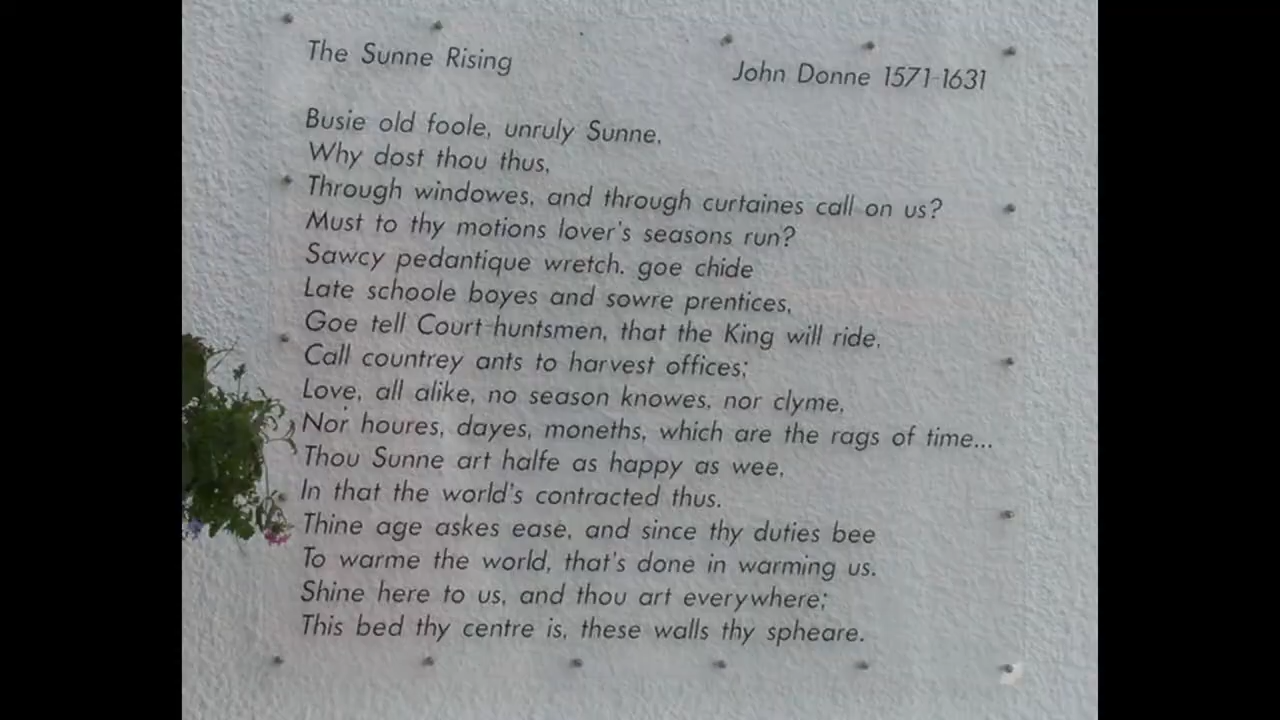 The Sunne Rising
John Donne 1571-1631
Busie old foole, unruly Sunne,
Why dost thou thus,
Through windowes, and through curtaines call on us?
Must to thy motions lover's seasons run?
Sawcy pedantique wretch. goe chide
Late schoole boyes and sowre prentices,
Goe tell Court-huntsmen, that the King will ride,
Call countrey ants to harvest offices;
Love, all alike, no season knowes, nor clyme,
Nor houres, dayes, moneths, which are the rags of time...
Thou Sunne art halfe as happy as wee,
In that the world's contracted thus.
Thine age askes ease, and since thy duties bee
To warme the world, that's done in warming us.
Shine here to us, and thou art everywhere;
This bed thy centre is, these walls thy spheare.